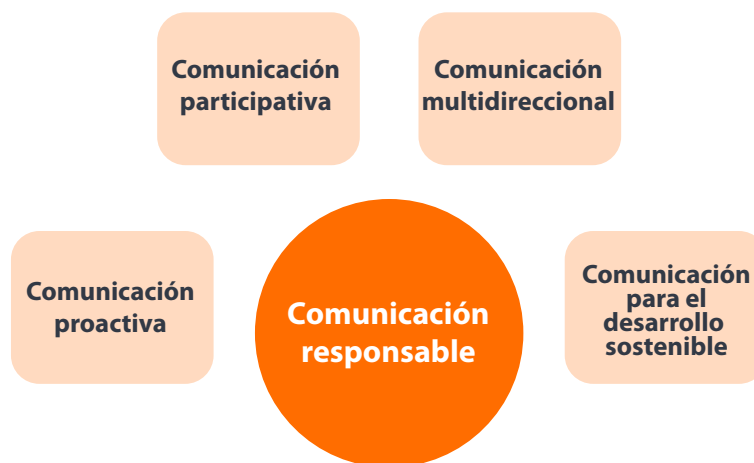 Comunicación
participativa
Comunicación
multidireccional
Comunicación
proactiva
Comunicación
responsable
Comunicación
para el
desarrollo
sostenible